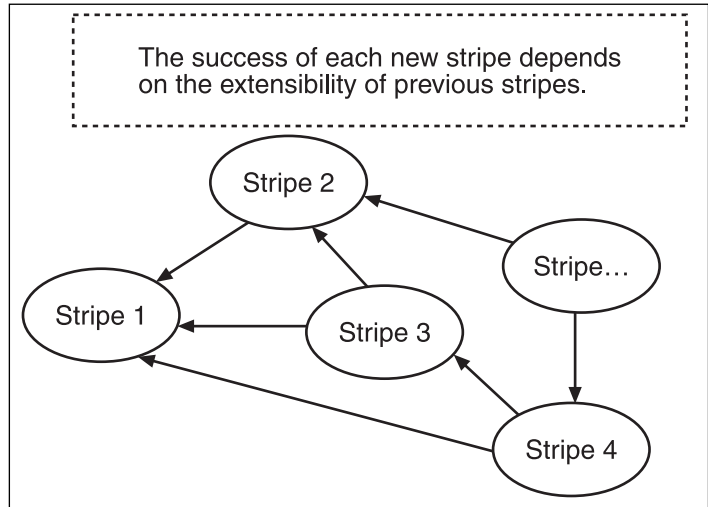 The success of each new stripe depends
on the extensibility of previous stripes.
Stripe 2
Stripe…
Stripe 1
Stripe 3
Stripe 4